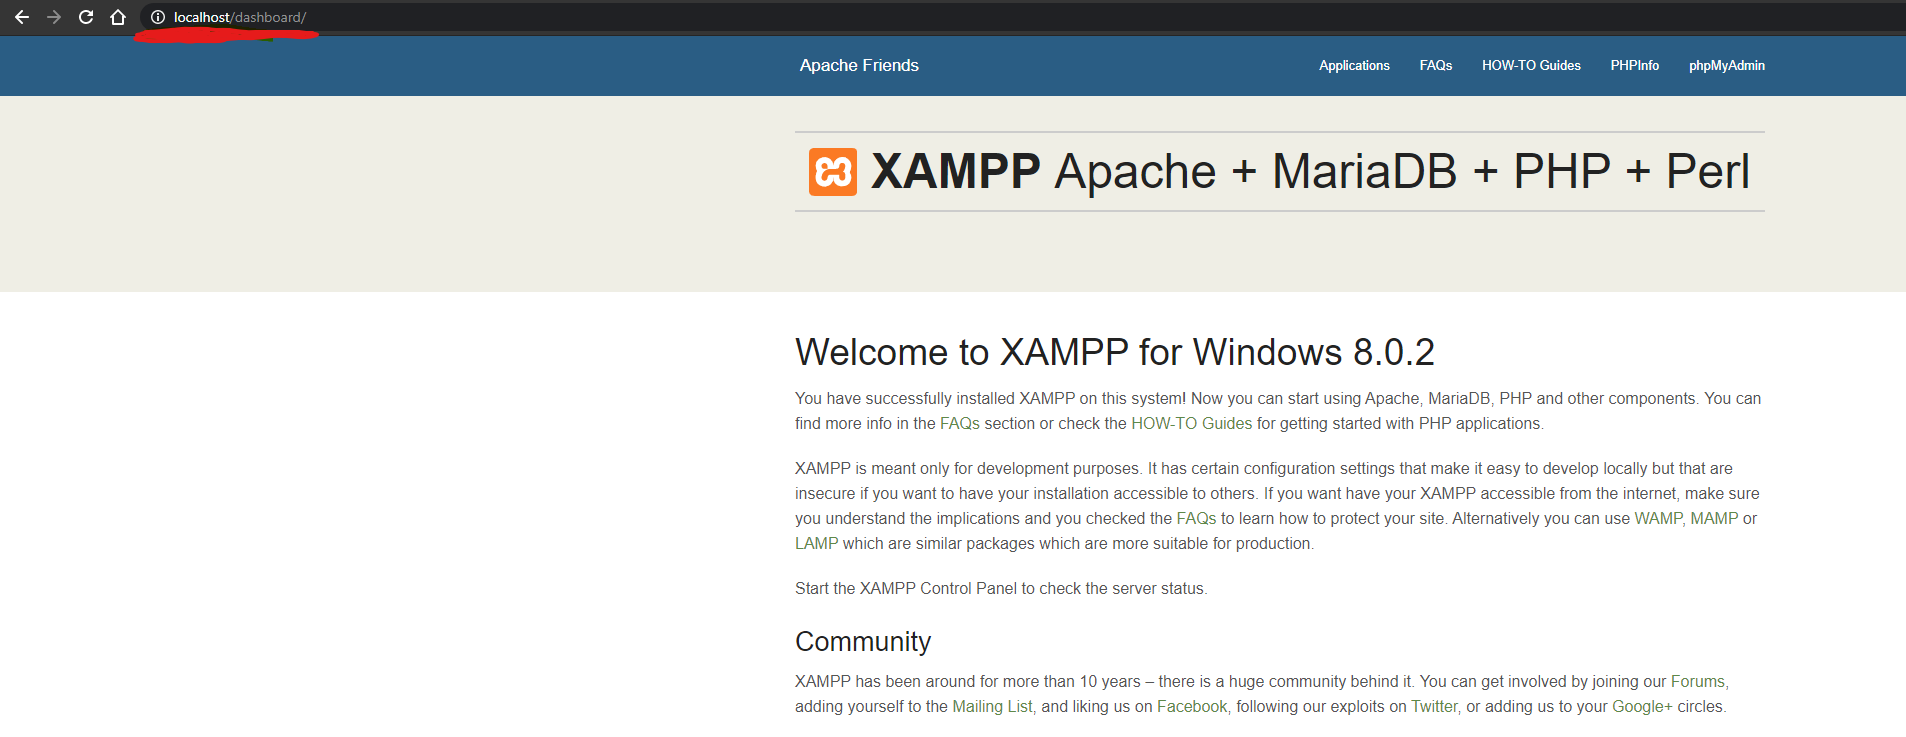 localhost/dashboard/
Apache Friends
Applications FAQs HOW-TO Guides PHPInfo phpMyAdmin
XAMPP Apache + MariaDB + PHP + Perl
Welcome to XAMPP for Windows 8.0.2
You have successfully installed XAMPP on this system! Now you can start using Apache, MariaDB, PHP and other components. You can
find more info in the FAQs section or check the HOW-TO Guides for getting started with PHP applications.
XAMPP is meant only for development purposes. It has certain configuration settings that make it easy to develop locally but that are
insecure if you want to have your installation accessible to others. If you want have your XAMPP accessible from the internet, make sure
you understand the implications and you checked the FAQs to learn how to protect your site. Alternatively you can use WAMP, MAMP or
LAMP which are similar packages which are more suitable for production.
Start the XAMPP Control Panel to check the server status.
Community
XAMPP has been around for more than 10 years – there is a huge community behind it. You can get involved by joining our Forums,
adding yourself to the Mailing List, and liking us on Facebook, following our exploits on Twitter, or adding us to your Google+ circles.